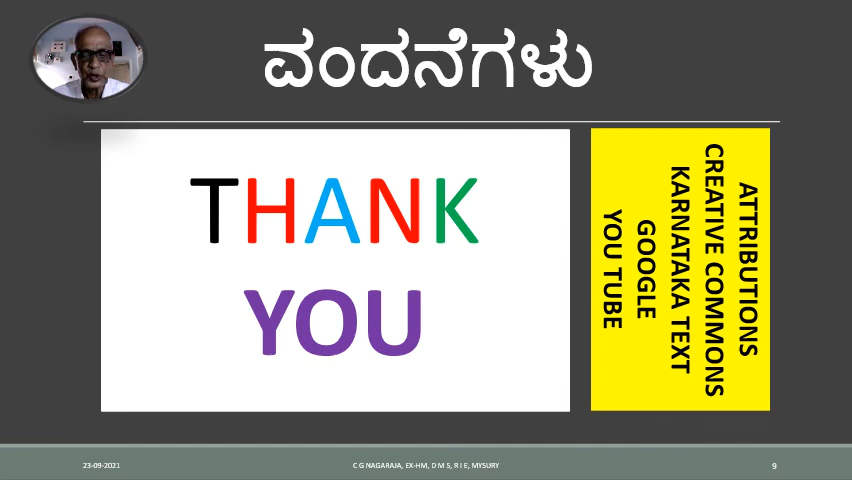 ವಂದನೆಗಳು
THANK
YOU
ATTRIBUTIONS
CREATIVE COMMONS
KARNATAKA TEXT
GOOGLE
YOU TUBE
23-09-2021
C G NAGARAJA, EX-HM, D M S, R I E, MYSURY
9